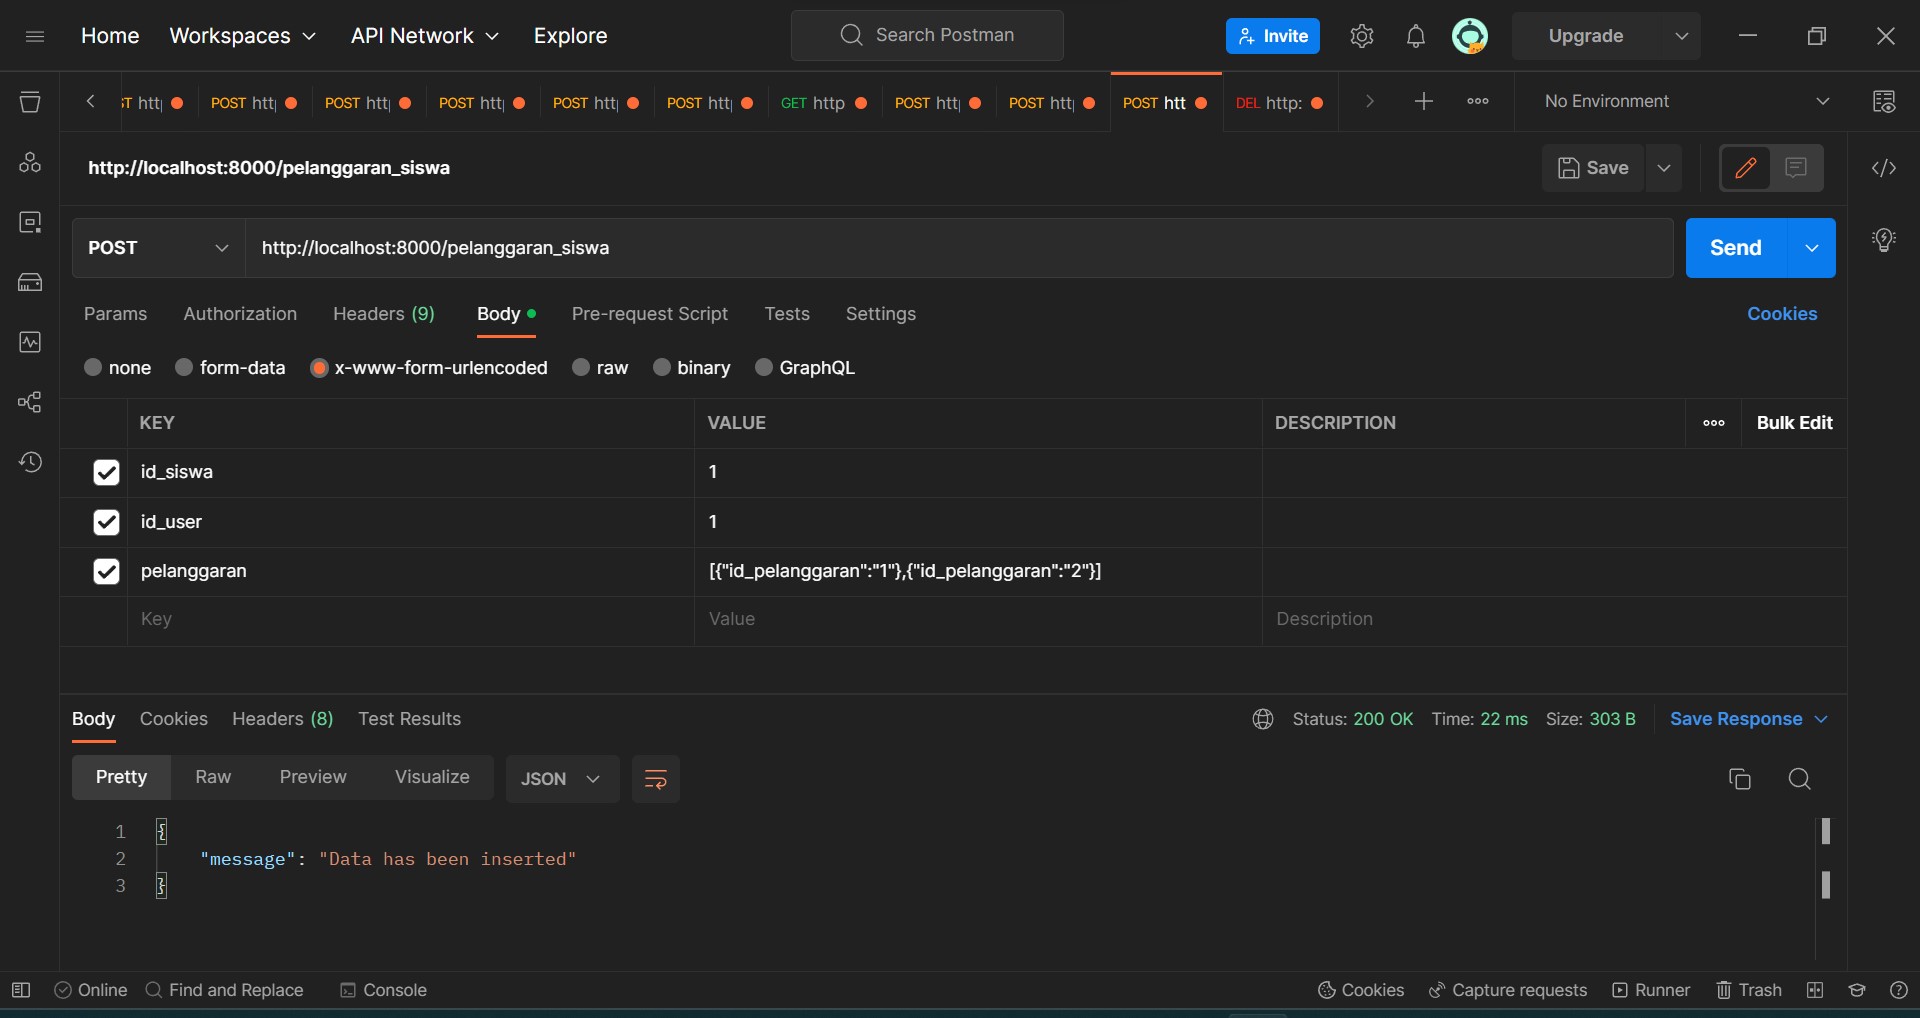 Home Workspaces API Network Explore Search Postman Invite Upgrade
ST htt POST htt POST htt POST htt POST htt POST htt GET http POST htt POST htt POST htt DEL http: No Environment
http://localhost:8000/pelanggaran_siswa Save
POST http://localhost:8000/pelanggaran_siswa Send
Params Authorization Headers (9) Body Pre-request Script Tests Settings Cookies
none form-data x-www-form-urlencoded raw binary GraphQL
KEY VALUE DESCRIPTION Bulk Edit
id_siswa 1
id_user 1
pelanggaran [{"id_pelanggaran":"1"},{"id_pelanggaran":"2"}]
Key Value Description
Body Cookies Headers (8) Test Results Status: 200 OK Time: 22 ms Size: 303 B Save Response
Pretty Raw Preview Visualize JSON
1 {
2 "message": "Data has been inserted"
3 }
Online Find and Replace Console Cookies Capture requests Runner Trash